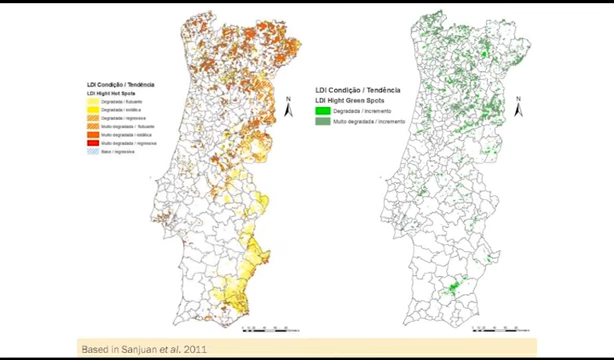 LDI Condição / Tendência
LDI Hight Hot Spots
Degradada / flutuante
Degradada / estática
Degradada / regressiva
Muito degradada / flutuante
Muito degradada / estática
Muito degradada / regressiva
Base / regressiva
N
LDI Condição / Tendência
LDI Hight Green Spots
Degradada / Incremento
Muito degradada / Incremento
N
Based in Sanjuan et al. 2011